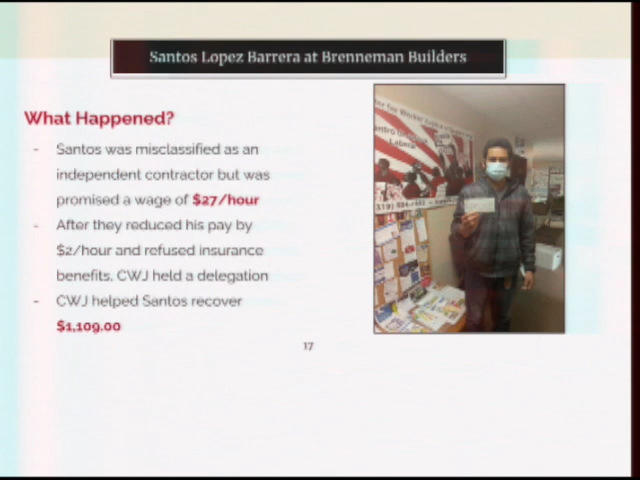 Santos Lopez Barrera at Brenneman Builders
What Happened?
- Santos was misclassified as an
independent contractor but was
promised a wage of $27/hour
- After they reduced his pay by
$2/hour and refused insurance
benefits, CWJ held a delegation
- CWJ helped Santos recover
$1,109.00
17